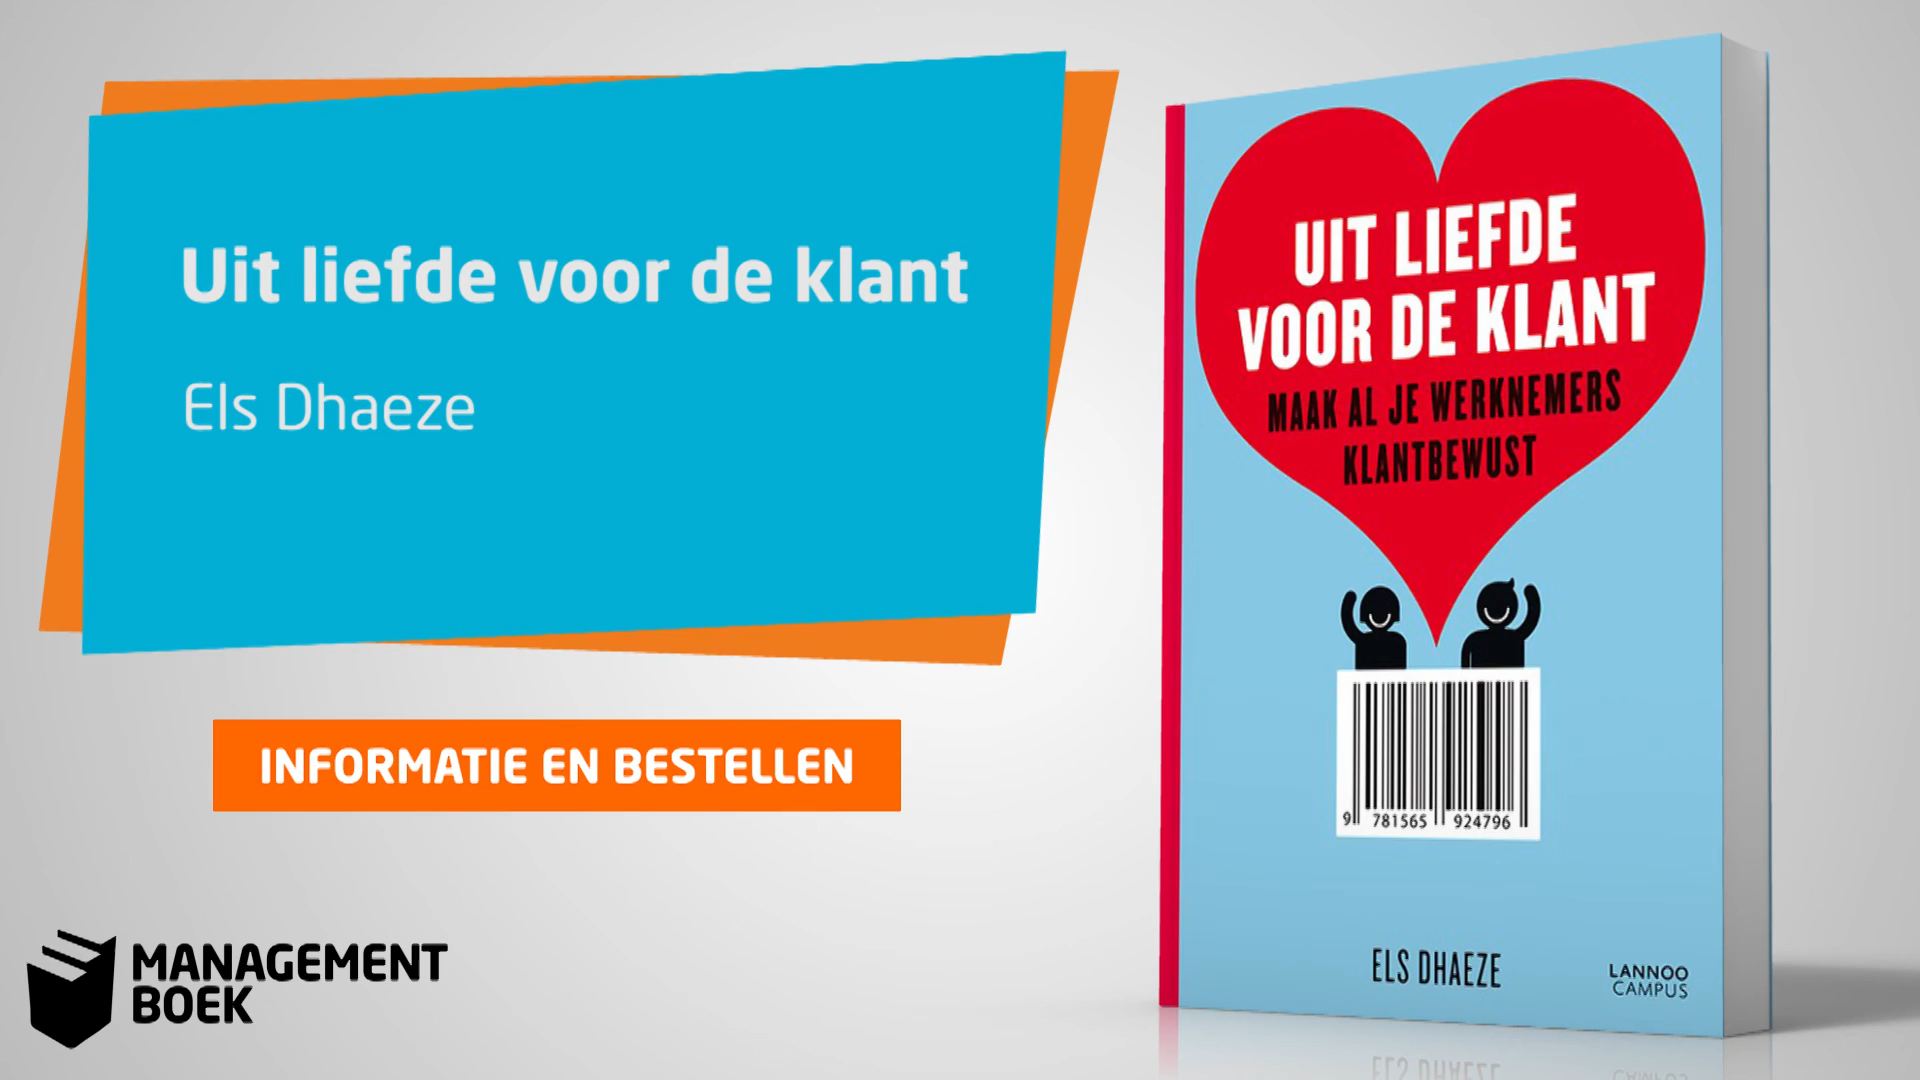 Uit liefde voor de klant
Els Dhaeze
INFORMATIE EN BESTELLEN
MANAGEMENT
BOEK
UIT LIEFDE
VOOR DE KLANT
MAAK AL JE WERKNEMERS
KLANTBEWUST
9 781565 924796
ELS DHAEZE
LANNOO
CAMPUS